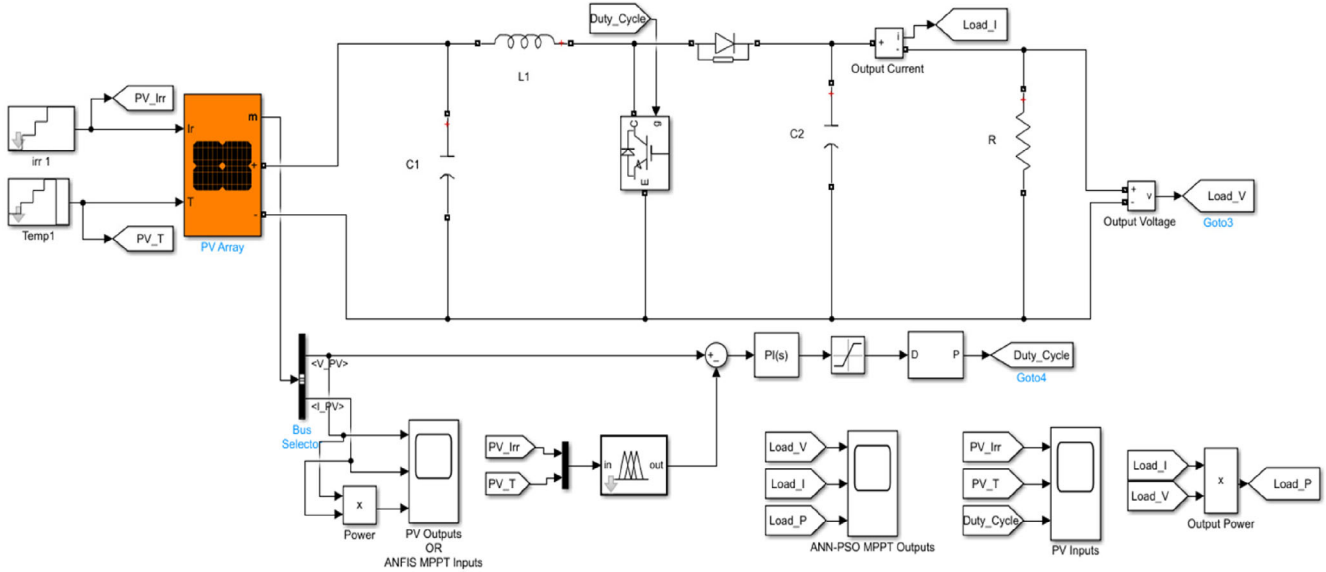 Duty_Cycle
Load_I
+
i
-
Output Current
L1
PV_Irr
irr 1
Ir
m
+
T
-
PV Array
Temp1
PV_T
C1
C
g
E
C2
R
+
-
v
Output Voltage
Load_V
Goto3
<V_PV>
<I_PV>
Bus
Selector
+
-
PI(s)
D
P
Duty_Cycle
Goto4
x
Power
PV Outputs
OR
ANFIS MPPT Inputs
PV_Irr
PV_T
in
out
Load_V
Load_I
Load_P
ANN-PSO MPPT Outputs
PV_Irr
PV_T
Duty_Cycle
PV Inputs
Load_I
Load_V
x
Output Power
Load_P